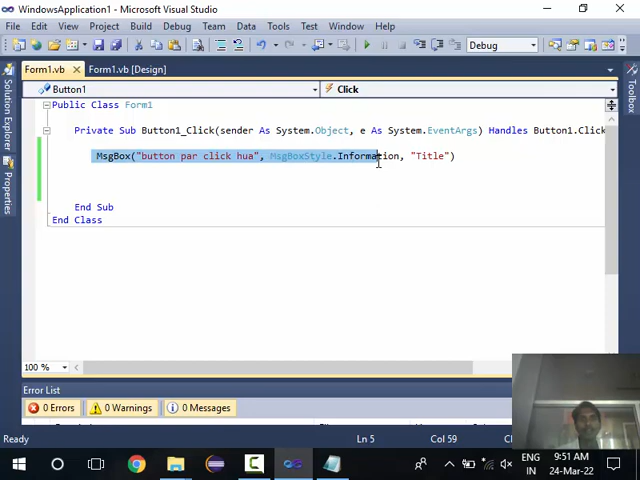 WindowsApplication1 - Microsoft Visual Studio
File Edit View Project Build Debug Team Data Tools Test Window Help
Debug
Form1.vb Form1.vb [Design]
Button1 Click
Solution Explorer
Properties
Toolbox
Public Class Form1
Private Sub Button1_Click(sender As System.Object, e As System.EventArgs) Handles Button1.Click
MsgBox("button par click hua", MsgBoxStyle.Information, "Title")
End Sub
End Class
100 %
Error List
0 Errors 0 Warnings 0 Messages
Ready Ln 5 Col 59
ENG 9:51 AM
IN 24-Mar-22